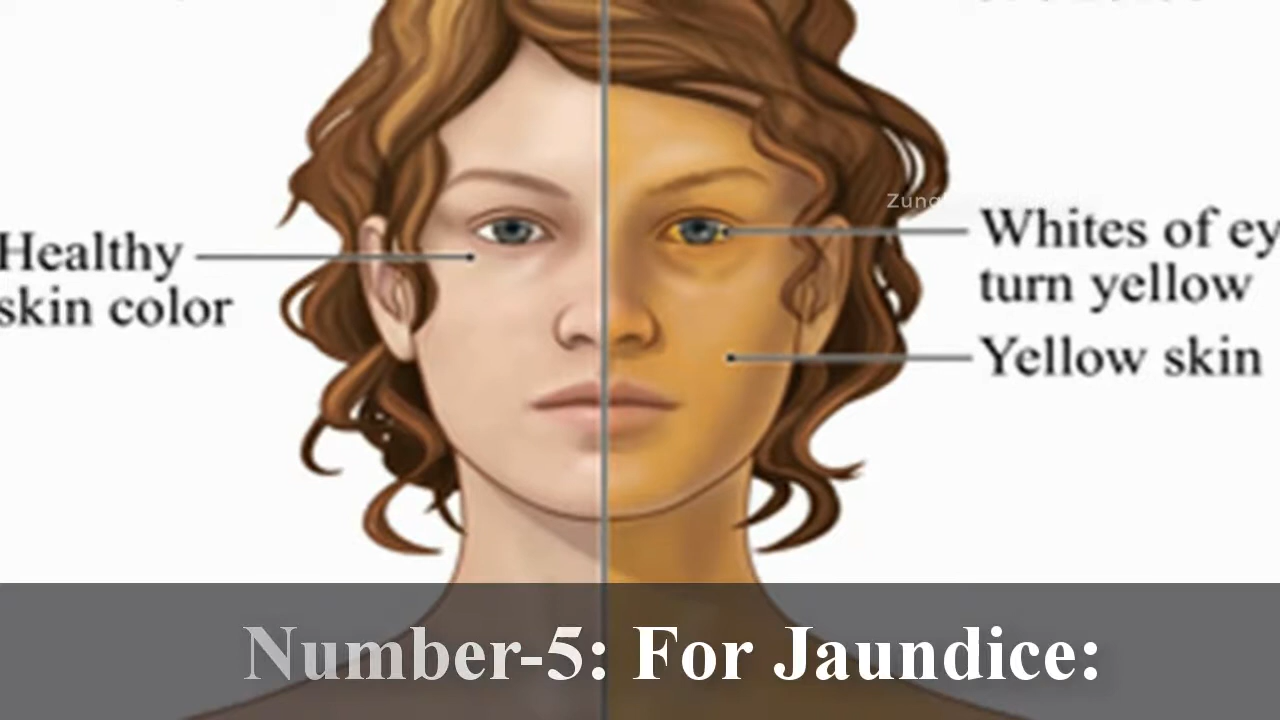 Healthy
skin color
Whites of ey
turn yellow
Yellow skin
Number-5: For Jaundice: